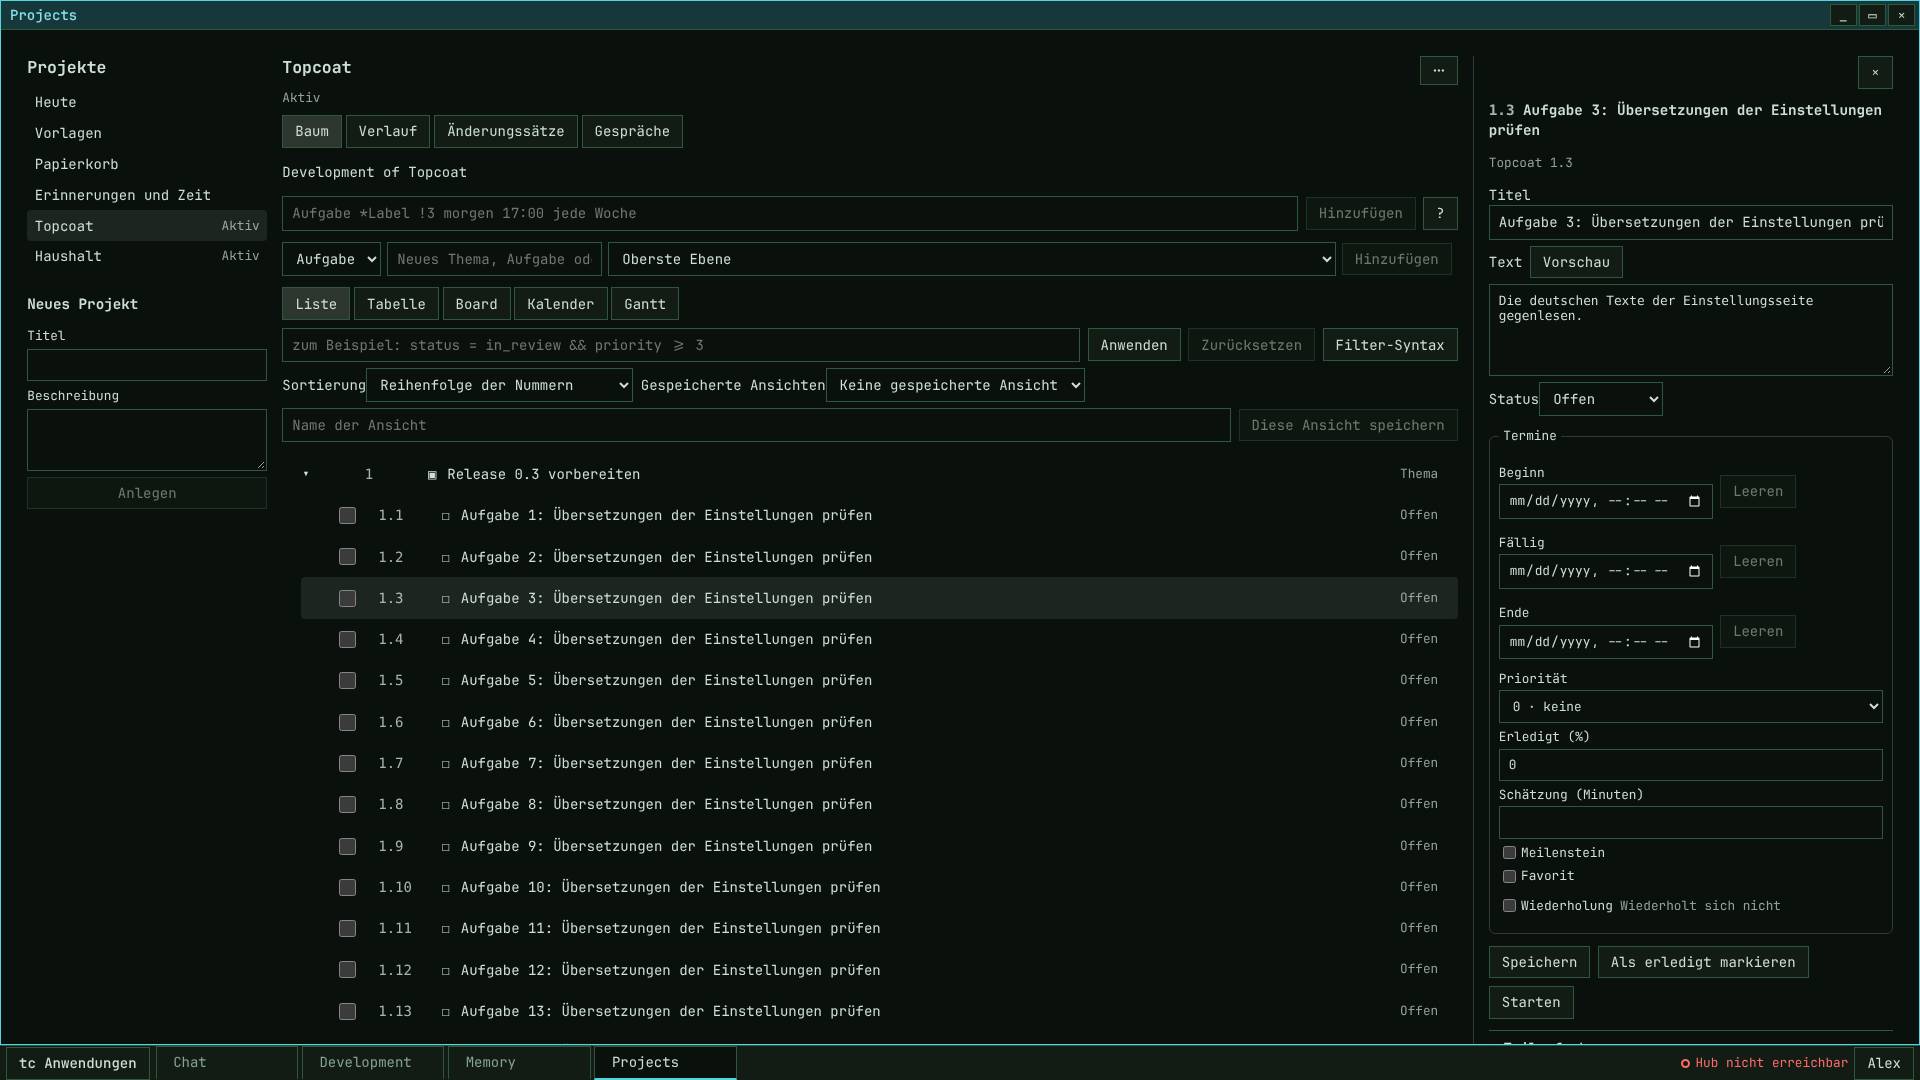 Projects
_ ▭ ×
Projekte
Heute
Vorlagen
Papierkorb
Erinnerungen und Zeit
Topcoat Aktiv
Haushalt Aktiv
Neues Projekt
Titel
Beschreibung
Anlegen
Topcoat
...
Aktiv
Baum Verlauf Änderungssätze Gespräche
Development of Topcoat
Aufgabe *Label !3 morgen 17:00 jede Woche Hinzufügen ?
Aufgabe Neues Thema, Aufgabe od Oberste Ebene Hinzufügen
Liste Tabelle Board Kalender Gantt
zum Beispiel: status = in_review && priority ≥ 3 Anwenden Zurücksetzen Filter-Syntax
Sortierung Reihenfolge der Nummern Gespeicherte Ansichten Keine gespeicherte Ansicht
Name der Ansicht Diese Ansicht speichern
1 Release 0.3 vorbereiten Thema
1.1 Aufgabe 1: Übersetzungen der Einstellungen prüfen Offen
1.2 Aufgabe 2: Übersetzungen der Einstellungen prüfen Offen
1.3 Aufgabe 3: Übersetzungen der Einstellungen prüfen Offen
1.4 Aufgabe 4: Übersetzungen der Einstellungen prüfen Offen
1.5 Aufgabe 5: Übersetzungen der Einstellungen prüfen Offen
1.6 Aufgabe 6: Übersetzungen der Einstellungen prüfen Offen
1.7 Aufgabe 7: Übersetzungen der Einstellungen prüfen Offen
1.8 Aufgabe 8: Übersetzungen der Einstellungen prüfen Offen
1.9 Aufgabe 9: Übersetzungen der Einstellungen prüfen Offen
1.10 Aufgabe 10: Übersetzungen der Einstellungen prüfen Offen
1.11 Aufgabe 11: Übersetzungen der Einstellungen prüfen Offen
1.12 Aufgabe 12: Übersetzungen der Einstellungen prüfen Offen
1.13 Aufgabe 13: Übersetzungen der Einstellungen prüfen Offen
×
1.3 Aufgabe 3: Übersetzungen der Einstellungen
prüfen
Topcoat 1.3
Titel
Aufgabe 3: Übersetzungen der Einstellungen prü
Text Vorschau
Die deutschen Texte der Einstellungsseite
gegenlesen.
Status Offen
Termine
Beginn
mm/dd/yyyy, --:-- -- Leeren
Fällig
mm/dd/yyyy, --:-- -- Leeren
Ende
mm/dd/yyyy, --:-- -- Leeren
Priorität
0 · keine
Erledigt (%)
0
Schätzung (Minuten)
Meilenstein
Favorit
Wiederholung Wiederholt sich nicht
Speichern Als erledigt markieren
Starten
tc Anwendungen Chat Development Memory Projects Hub nicht erreichbar Alex